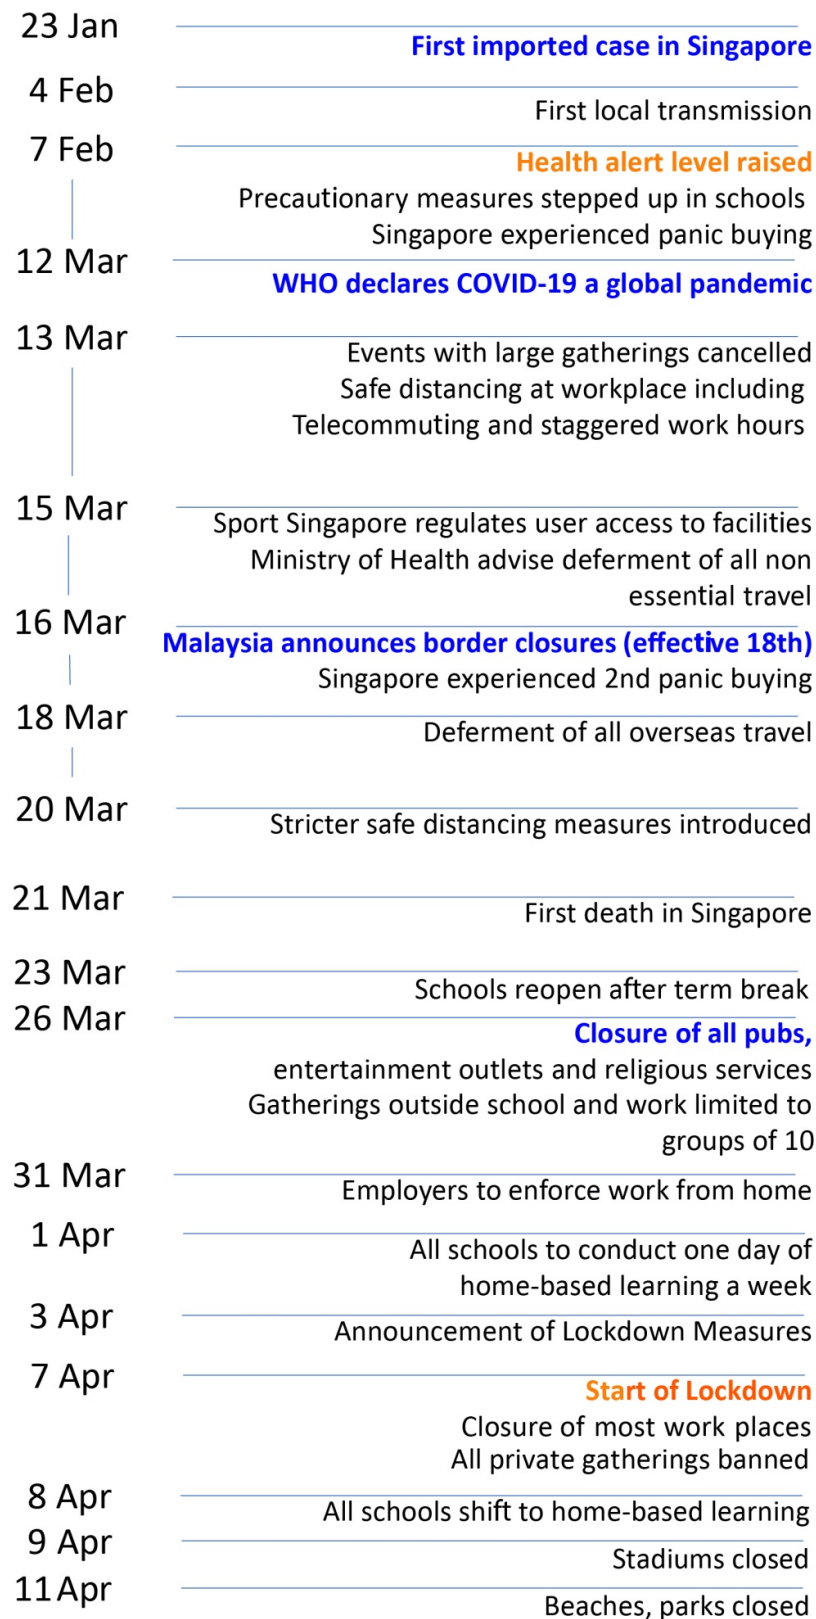 23 Jan
First imported case in Singapore
4 Feb
First local transmission
7 Feb
Health alert level raised
Precautionary measures stepped up in schools
Singapore experienced panic buying
12 Mar
WHO declares COVID-19 a global pandemic
13 Mar
Events with large gatherings cancelled
Safe distancing at workplace including
Telecommuting and staggered work hours
15 Mar
Sport Singapore regulates user access to facilities
Ministry of Health advise deferment of all non
essential travel
16 Mar
Malaysia announces border closures (effective 18th)
Singapore experienced 2nd panic buying
18 Mar
Deferment of all overseas travel
20 Mar
Stricter safe distancing measures introduced
21 Mar
First death in Singapore
23 Mar
Schools reopen after term break
26 Mar
Closure of all pubs,
entertainment outlets and religious services
Gatherings outside school and work limited to
groups of 10
31 Mar
Employers to enforce work from home
1 Apr
All schools to conduct one day of
home-based learning a week
3 Apr
Announcement of Lockdown Measures
7 Apr
Start of Lockdown
Closure of most work places
All private gatherings banned
8 Apr
All schools shift to home-based learning
9 Apr
Stadiums closed
11 Apr
Beaches, parks closed